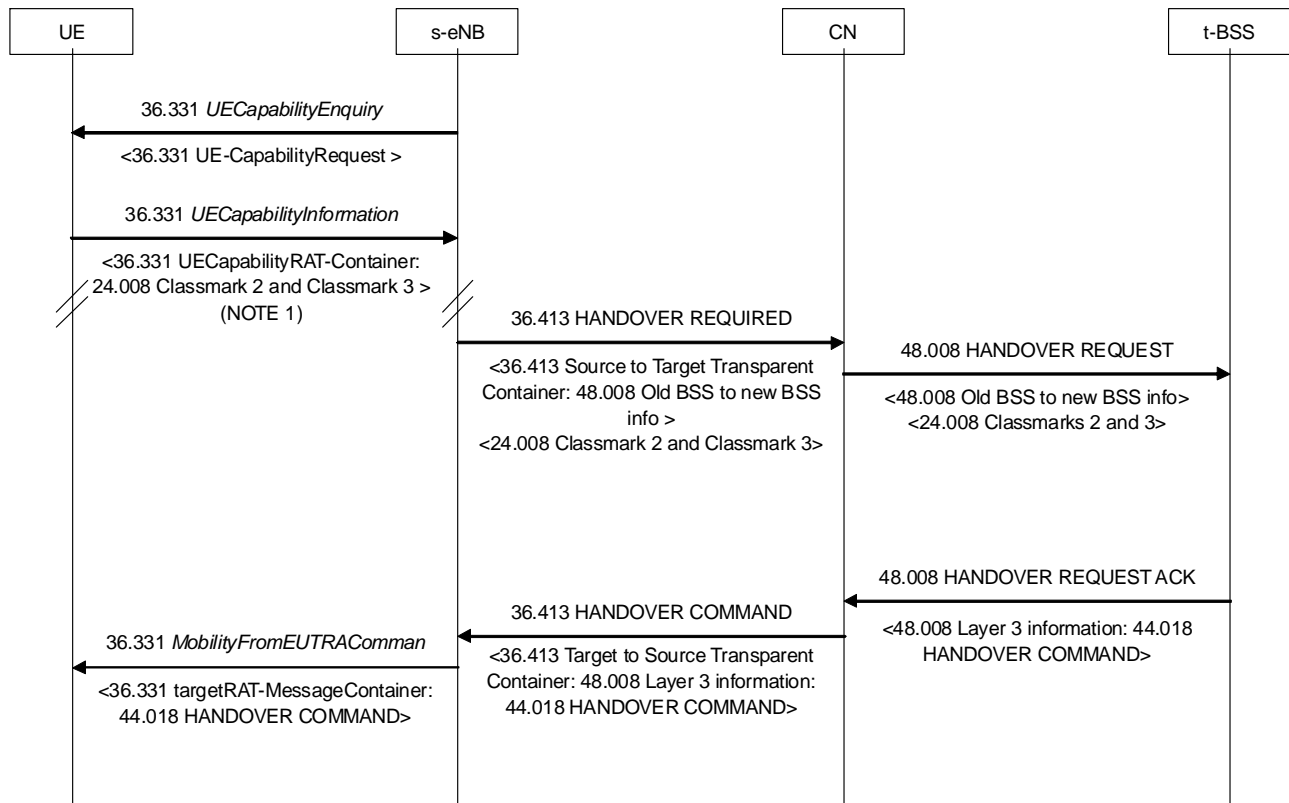 UE
s-eNB
CN
t-BSS
36.331 UECapabilityEnquiry
<36.331 UE-CapabilityRequest >
36.331 UECapabilityInformation
<36.331 UECapabilityRAT-Container:
24.008 Classmark 2 and Classmark 3 >
(NOTE 1)
36.413 HANDOVER REQUIRED
<36.413 Source to Target Transparent
Container: 48.008 Old BSS to new BSS
info >
<24.008 Classmark 2 and Classmark 3>
48.008 HANDOVER REQUEST
<48.008 Old BSS to new BSS info>
<24.008 Classmarks 2 and 3>
48.008 HANDOVER REQUEST ACK
<48.008 Layer 3 information: 44.018
HANDOVER COMMAND>
36.413 HANDOVER COMMAND
<36.413 Target to Source Transparent
Container: 48.008 Layer 3 information:
44.018 HANDOVER COMMAND>
36.331 MobilityFromEUTRAComman
<36.331 targetRAT-MessageContainer:
44.018 HANDOVER COMMAND>